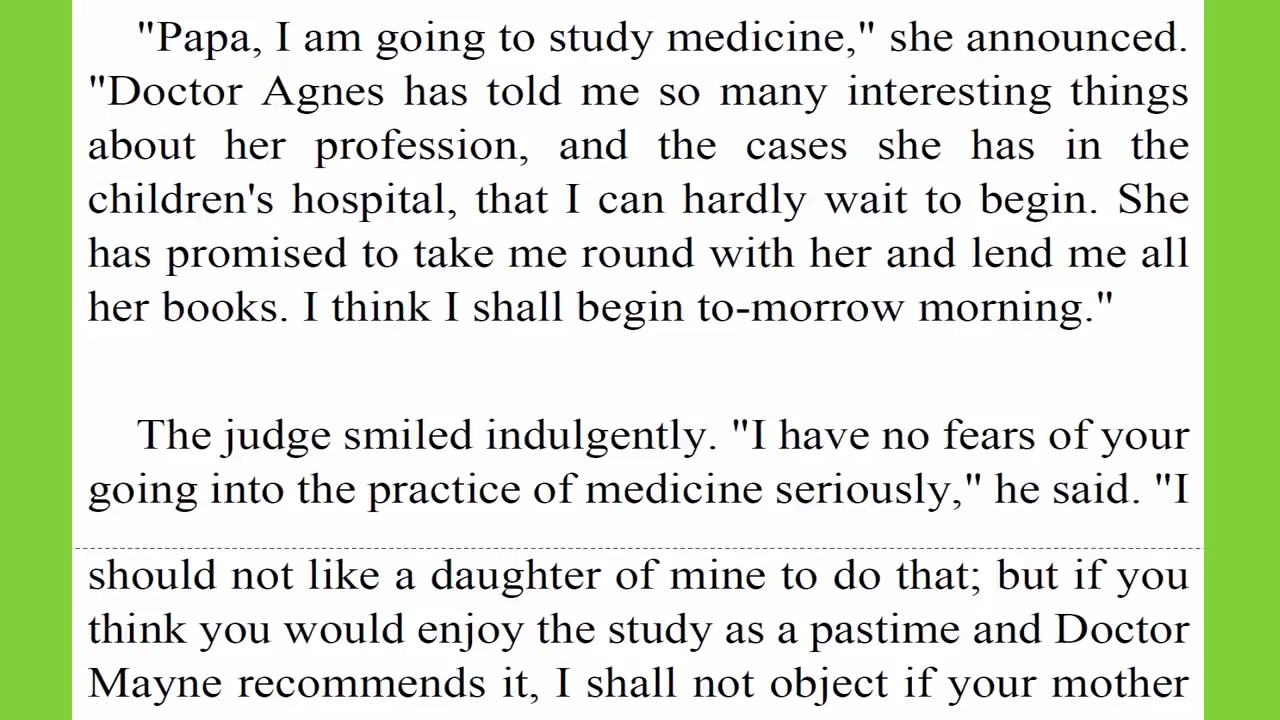 "Papa, I am going to study medicine," she announced.
"Doctor Agnes has told me so many interesting things
about her profession, and the cases she has in the
children's hospital, that I can hardly wait to begin. She
has promised to take me round with her and lend me all
her books. I think I shall begin to-morrow morning."
The judge smiled indulgently. "I have no fears of your
going into the practice of medicine seriously," he said. "I
should not like a daughter of mine to do that; but if you
think you would enjoy the study as a pastime and Doctor
Mayne recommends it, I shall not object if your mother